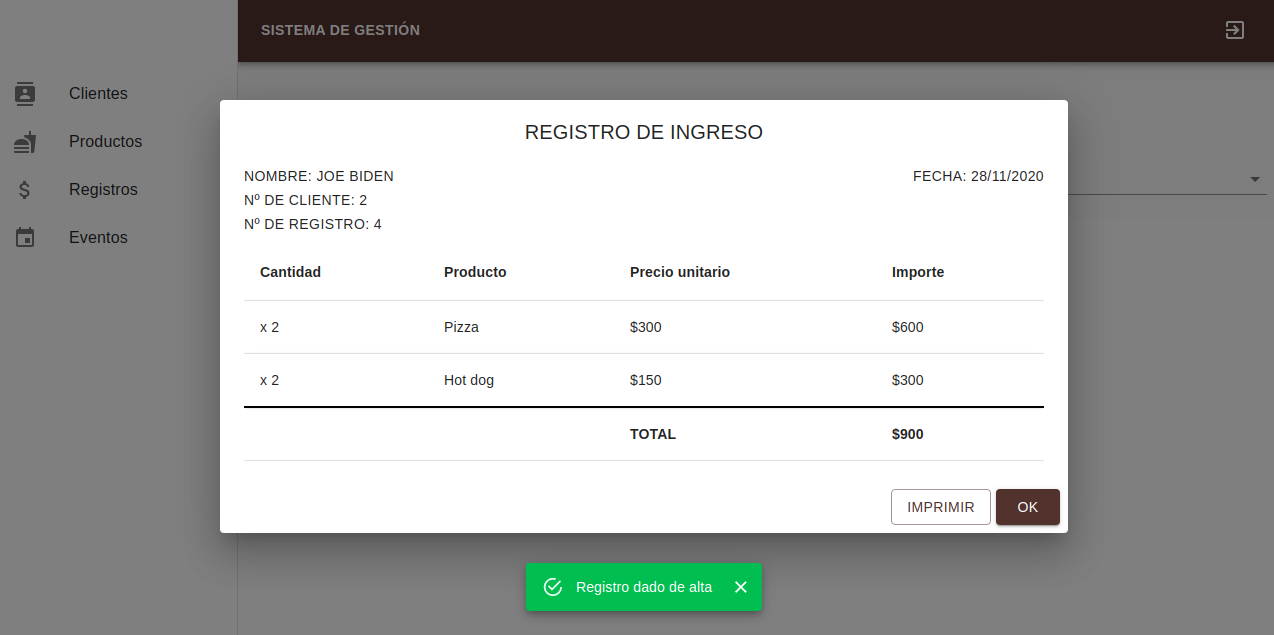 SISTEMA DE GESTIÓN
Clientes
Productos
Registros
Eventos
REGISTRO DE INGRESO
NOMBRE: JOE BIDEN FECHA: 28/11/2020
Nº DE CLIENTE: 2
Nº DE REGISTRO: 4
Cantidad Producto Precio unitario Importe
x 2 Pizza $300 $600
x 2 Hot dog $150 $300
TOTAL $900
IMPRIMIR OK
Registro dado de alta